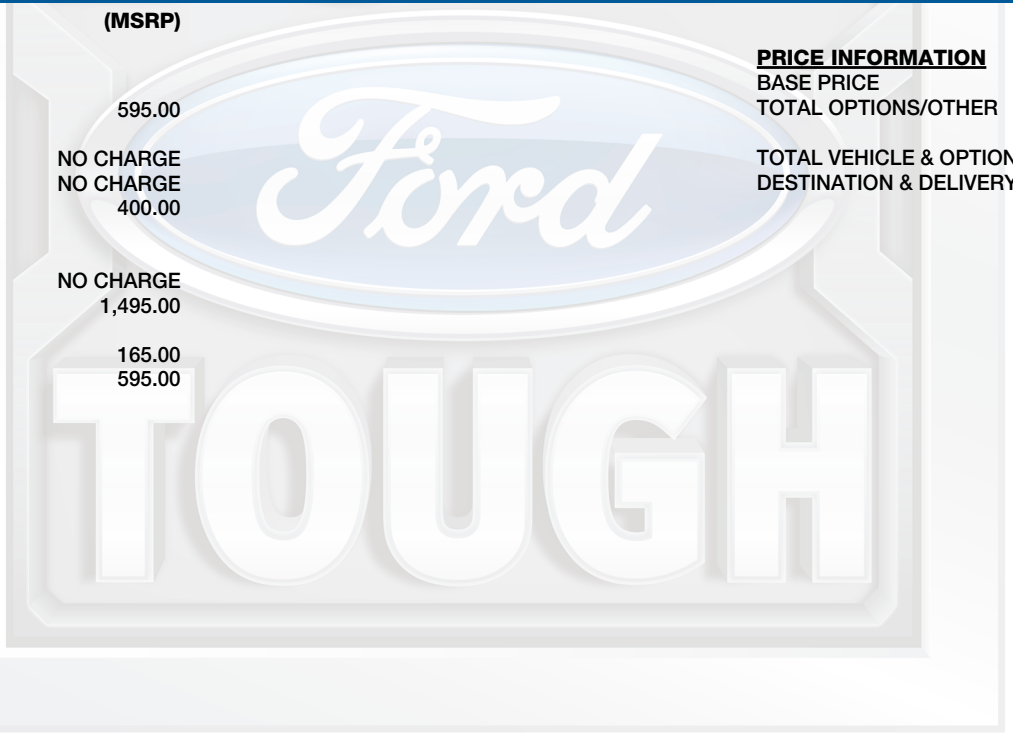 (MSRP)
595.00
NO CHARGE
NO CHARGE
400.00
NO CHARGE
1,495.00
165.00
595.00
PRICE INFORMATION
BASE PRICE
TOTAL OPTIONS/OTHER
TOTAL VEHICLE & OPTION
DESTINATION & DELIVERY
Ford
TOUGH